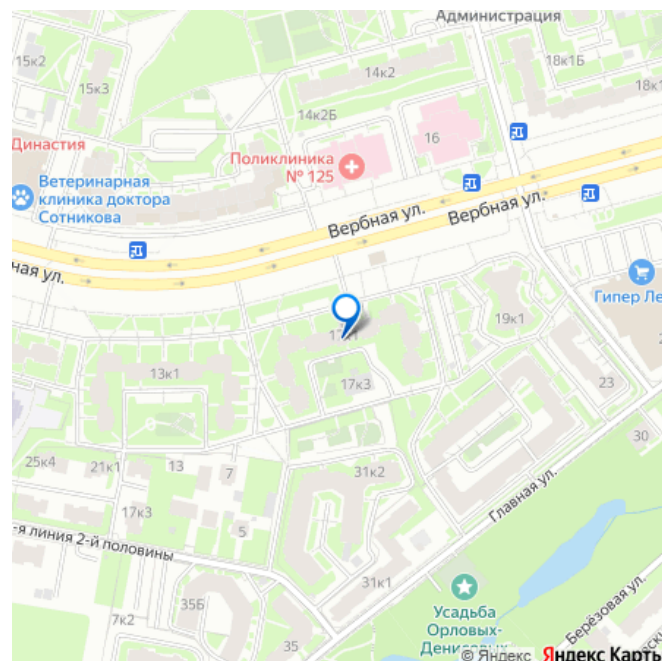 Администрация
15к2
15к3
14к2
18к1Б
18к1
14к2Б
16
Династия
Поликлиника
№ 125
Ветеринарная
клиника доктора
Сотникова
Вербная ул.
Вербная ул.
ная ул.
Гипер Ле
19к1
13к1
17к3
23
30
25к4
21к1
13
7
31к2
17к3
5
Главная ул.
-я линия 2-й половины
35Б
31к1
7к2
35
Усадьба
Орловых-
Денисовых
Берёзовая ул.
© Яндекс Яндекс Карты